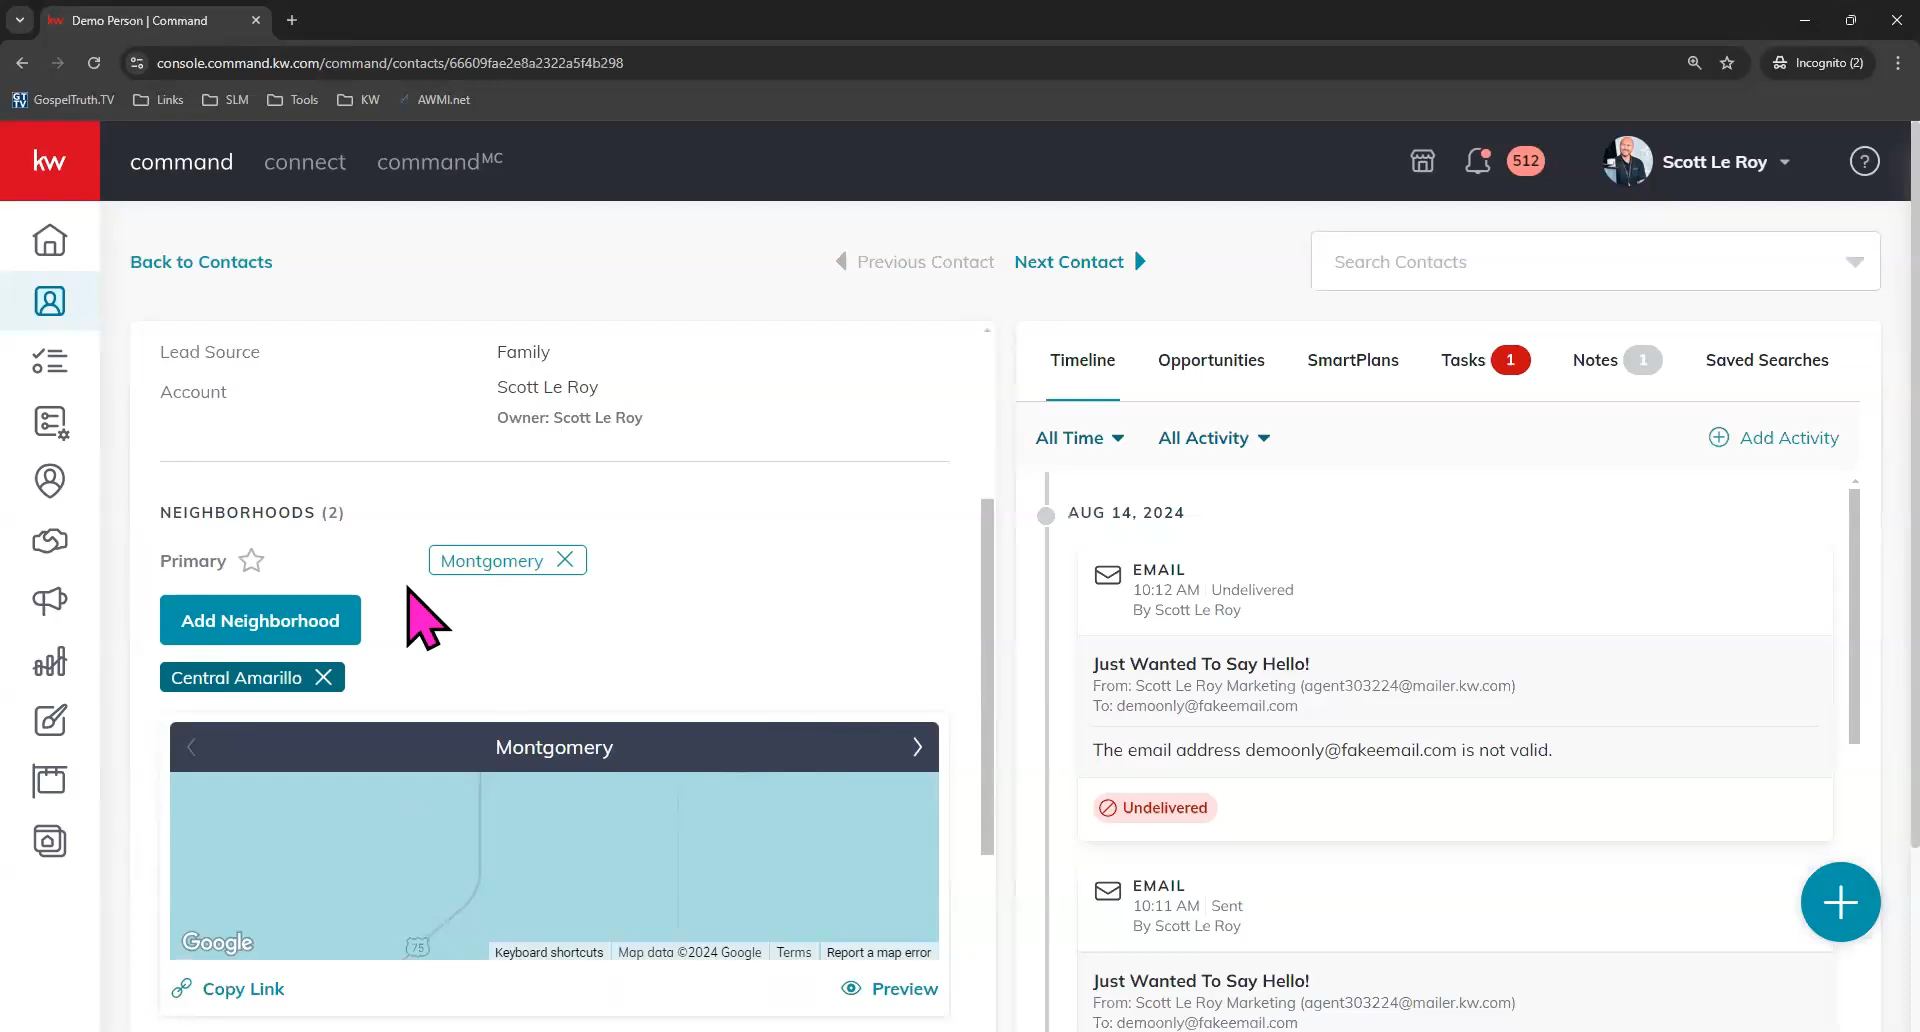 kw Demo Person | Command
console.command.kw.com/command/contacts/66609fae2e8a2322a5f4b298
Incognito (2)
GT TV GospelTruth.TV Links SLM Tools KW AWMI.net
kw command connect commandMC 512 Scott Le Roy ?
Back to Contacts Previous Contact Next Contact Search Contacts
Lead Source Family
Account Scott Le Roy
Owner: Scott Le Roy
NEIGHBORHOODS (2)
Primary Montgomery
Add Neighborhood
Central Amarillo
Montgomery
75
Google Keyboard shortcuts Map data ©2024 Google Terms Report a map error
Copy Link Preview
Timeline Opportunities SmartPlans Tasks 1 Notes 1 Saved Searches
All Time All Activity Add Activity
AUG 14, 2024
EMAIL
10:12 AM | Undelivered
By Scott Le Roy
Just Wanted To Say Hello!
From: Scott Le Roy Marketing (agent303224@mailer.kw.com)
To: demoonly@fakeemail.com
The email address demoonly@fakeemail.com is not valid.
Undelivered
EMAIL
10:11 AM | Sent
By Scott Le Roy
Just Wanted To Say Hello!
From: Scott Le Roy Marketing (agent303224@mailer.kw.com)
To: demoonly@fakeemail.com